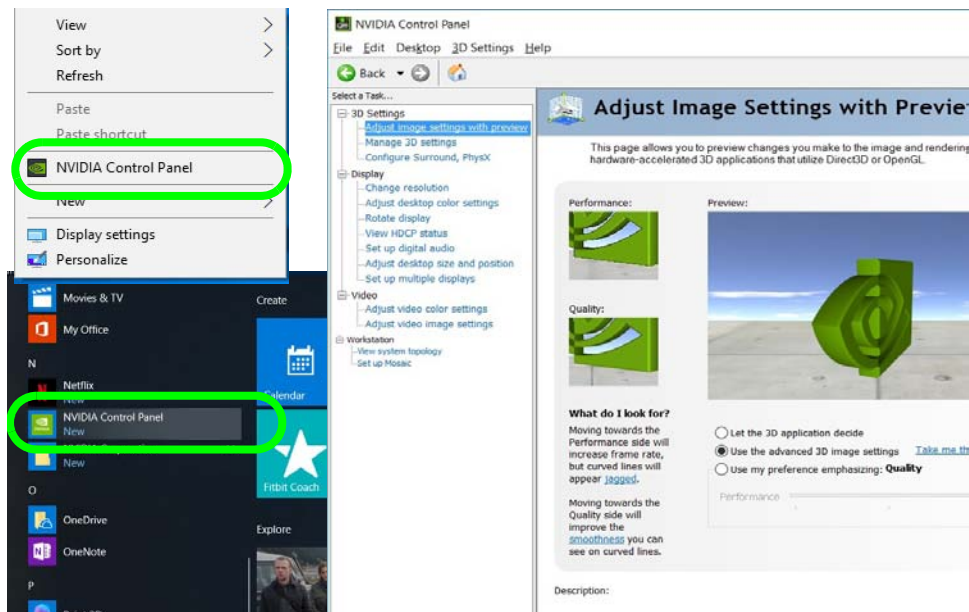 View
Sort by
Refresh
Paste
Paste shortcut
NVIDIA Control Panel
New
Display settings
Personalize
Movies & TV
Create
My Office
N
Netflix
New
Calendar
NVIDIA Control Panel
New
New
Fitbit Coach
O
OneDrive
Explore
OneNote
P
NVIDIA Control Panel
File Edit Desktop 3D Settings Help
Back
Select a Task...
3D Settings
Adjust image settings with preview
Manage 3D settings
Configure Surround, PhysX
Display
Change resolution
Adjust desktop color settings
Rotate display
View HDCP status
Set up digital audio
Adjust desktop size and position
Set up multiple displays
Video
Adjust video color settings
Adjust video image settings
Workstation
View system topology
Set up Mosaic
Adjust Image Settings with Previe
This page allows you to preview changes you make to the image and rendering
hardware-accelerated 3D applications that utilize Direct3D or OpenGL.
Performance:
Preview:
Quality:
What do I look for?
Moving towards the
Performance side will
increase frame rate,
but curved lines will
appear jagged.
Moving towards the
Quality side will
improve the
smoothness you can
see on curved lines.
Let the 3D application decide
Use the advanced 3D image settings Take me th
Use my preference emphasizing: Quality
Performance
Description: